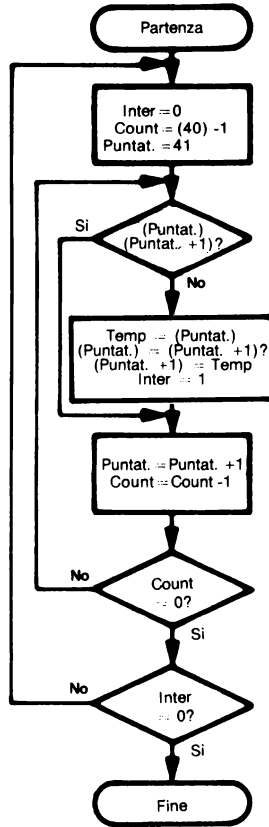 Partenza
Inter = 0
Count = (40) -1
Puntat. = 41
(Puntat.)
(Puntat. +1)?
Si
No
Temp = (Puntat.)
(Puntat.) = (Puntat. +1)?
(Puntat. +1) = Temp
Inter = 1
Puntat. = Puntat. +1
Count = Count -1
Count
= 0?
No
Si
Inter
= 0?
No
Si
Fine